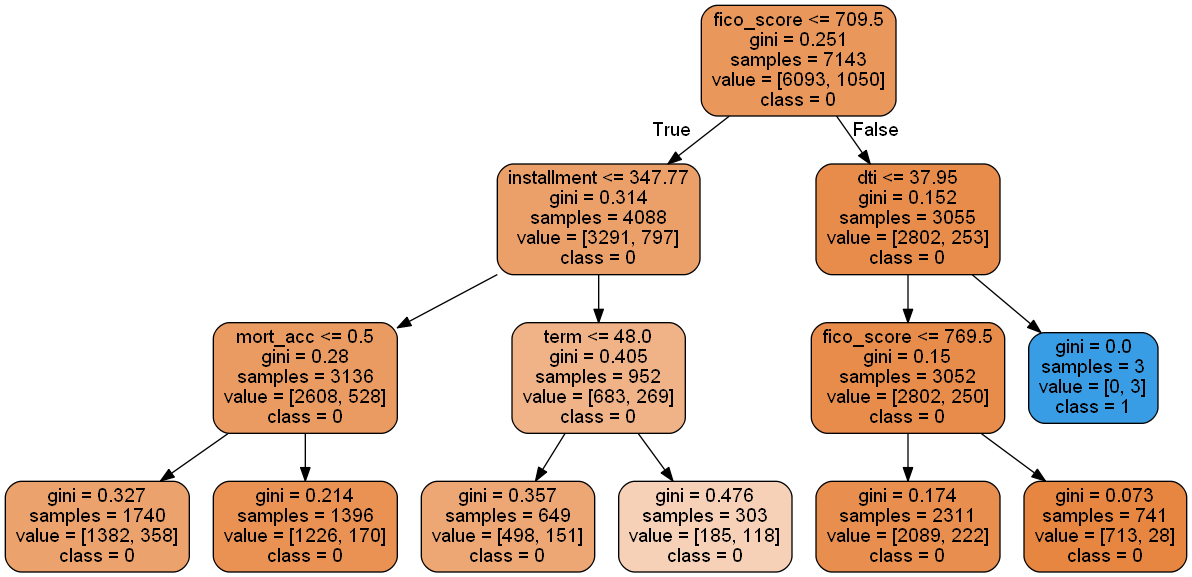 fico_score <= 709.5
gini = 0.251
samples = 7143
value = [6093, 1050]
class = 0
True
False
installment <= 347.77
gini = 0.314
samples = 4088
value = [3291, 797]
class = 0
dti <= 37.95
gini = 0.152
samples = 3055
value = [2802, 253]
class = 0
mort_acc <= 0.5
gini = 0.28
samples = 3136
value = [2608, 528]
class = 0
term <= 48.0
gini = 0.405
samples = 952
value = [683, 269]
class = 0
fico_score <= 769.5
gini = 0.15
samples = 3052
value = [2802, 250]
class = 0
gini = 0.0
samples = 3
value = [0, 3]
class = 1
gini = 0.327
samples = 1740
value = [1382, 358]
class = 0
gini = 0.214
samples = 1396
value = [1226, 170]
class = 0
gini = 0.357
samples = 649
value = [498, 151]
class = 0
gini = 0.476
samples = 303
value = [185, 118]
class = 0
gini = 0.174
samples = 2311
value = [2089, 222]
class = 0
gini = 0.073
samples = 741
value = [713, 28]
class = 0